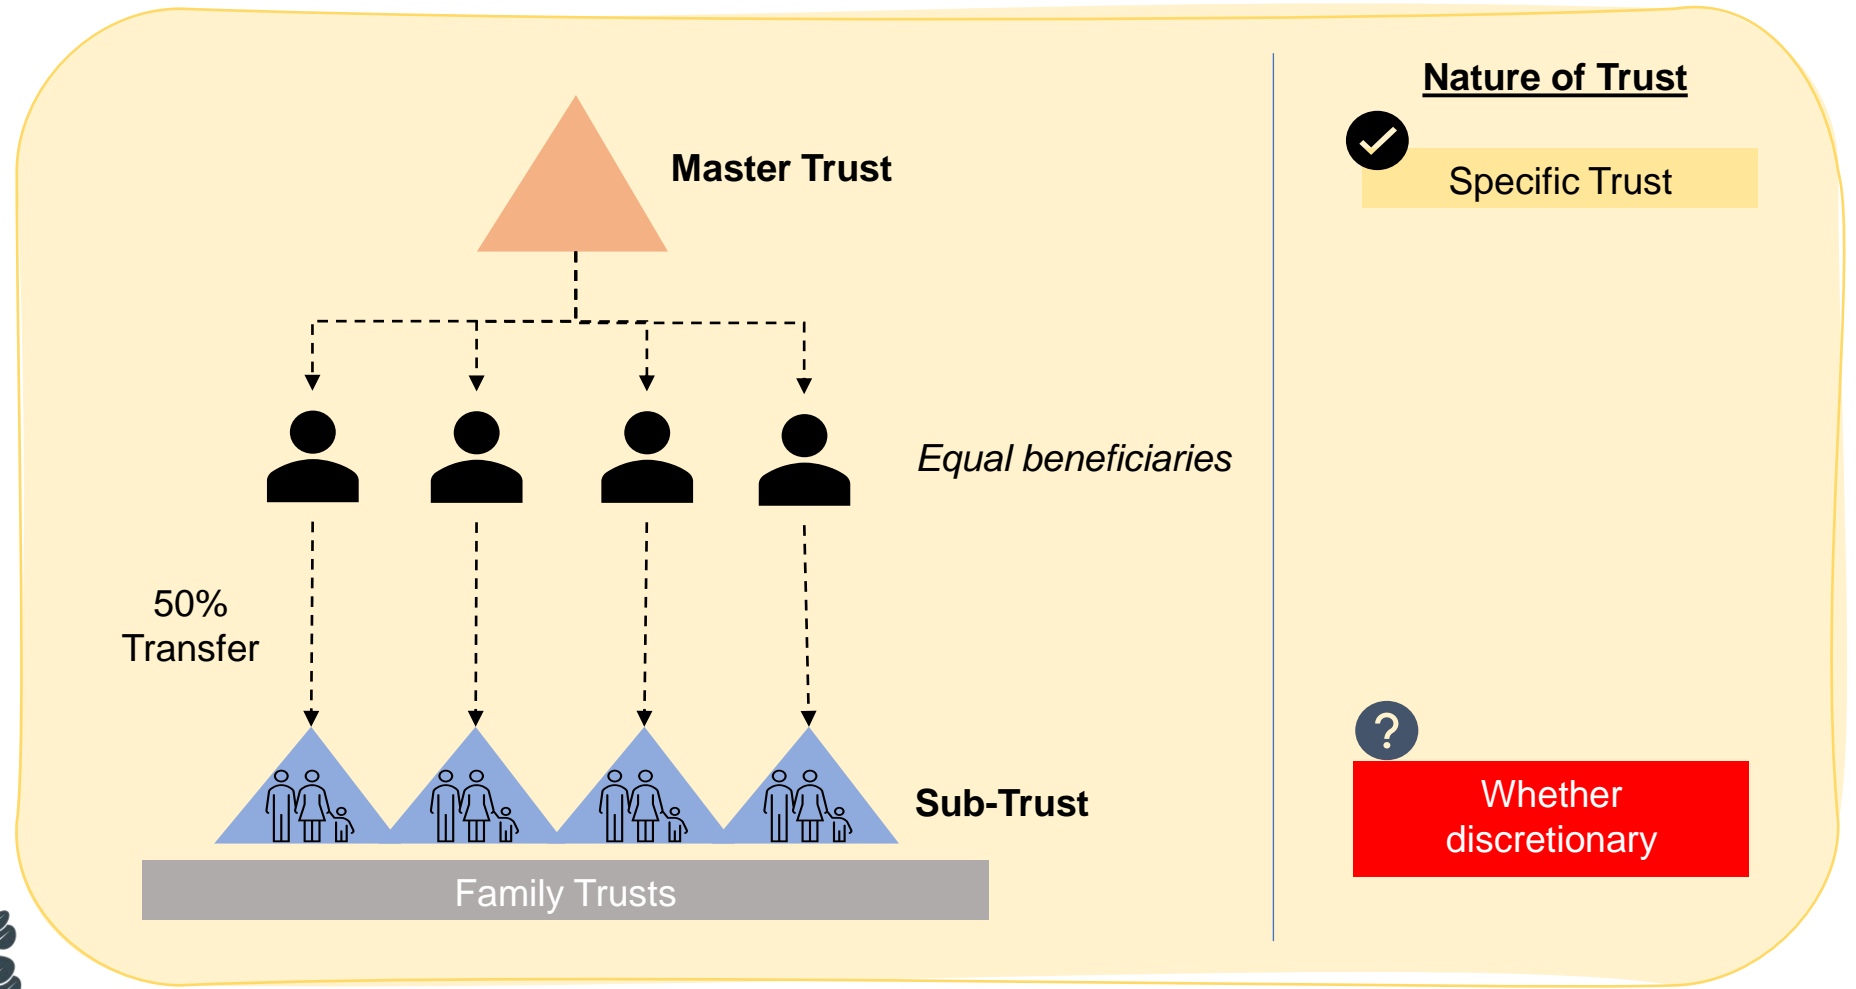 Nature of Trust
Master Trust
Specific Trust
Equal beneficiaries
50%
Transfer
?
Whether
discretionary
Sub-Trust
Family Trusts